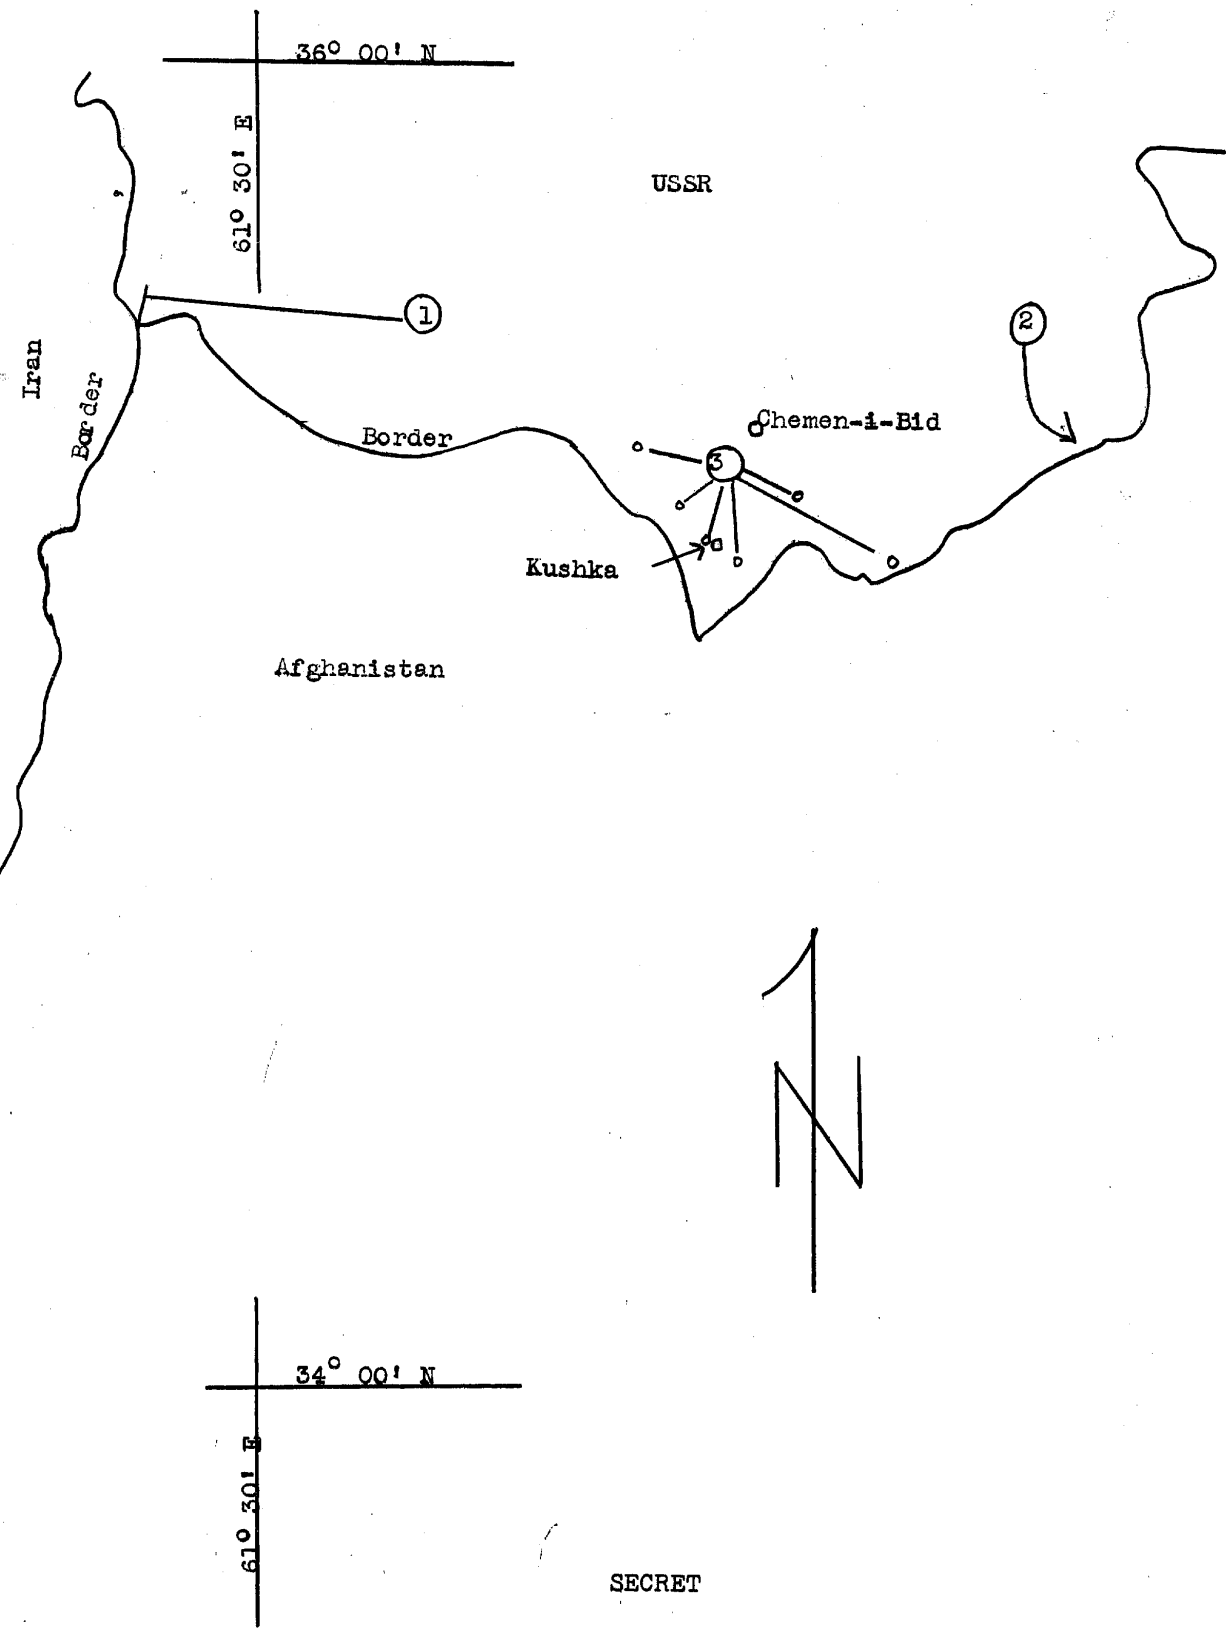 36° 00' N
61° 30' E
USSR
1
2
Iran
Border
Border
Chemen-i-Bid
3
Kushka
Afghanistan
N
34° 00' N
61° 30' E
SECRET